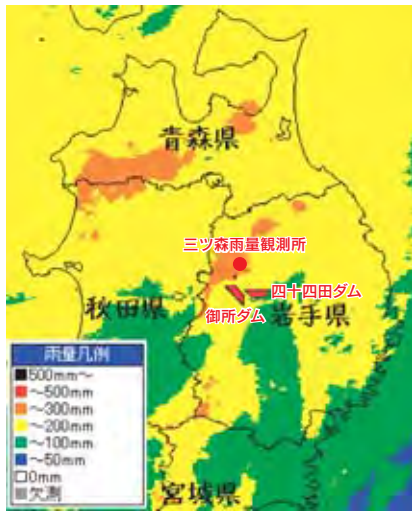 青森県
三ツ森雨量観測所
四十四田ダム
秋田県
御所ダム
岩手県
雨量凡例
500mm~
~500mm
~300mm
~200mm
~100mm
~50mm
0mm
欠測
宮城県